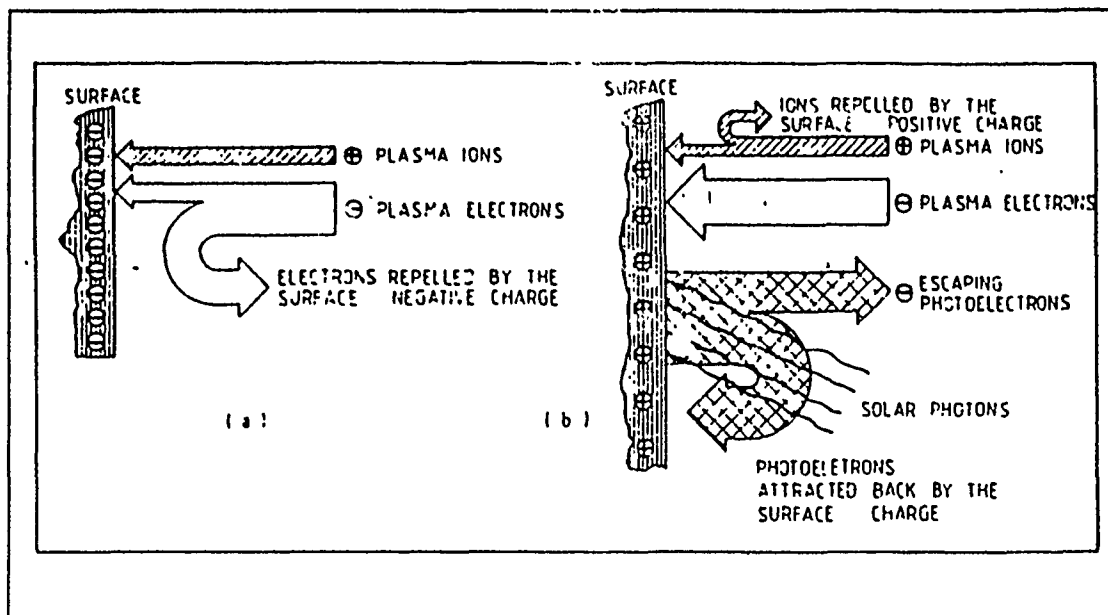 SURFACE
⊕ PLASMA IONS
⊖ PLASMA ELECTRONS
ELECTRONS REPELLED BY THE
SURFACE NEGATIVE CHARGE
(a)
SURFACE
IONS REPELLED BY THE
SURFACE POSITIVE CHARGE
⊕ PLASMA IONS
⊖ PLASMA ELECTRONS
⊖ ESCAPING
PHOTOELECTRONS
SOLAR PHOTONS
(b)
PHOTOELETRONS
ATTRACTED BACK BY THE
SURFACE CHARGE